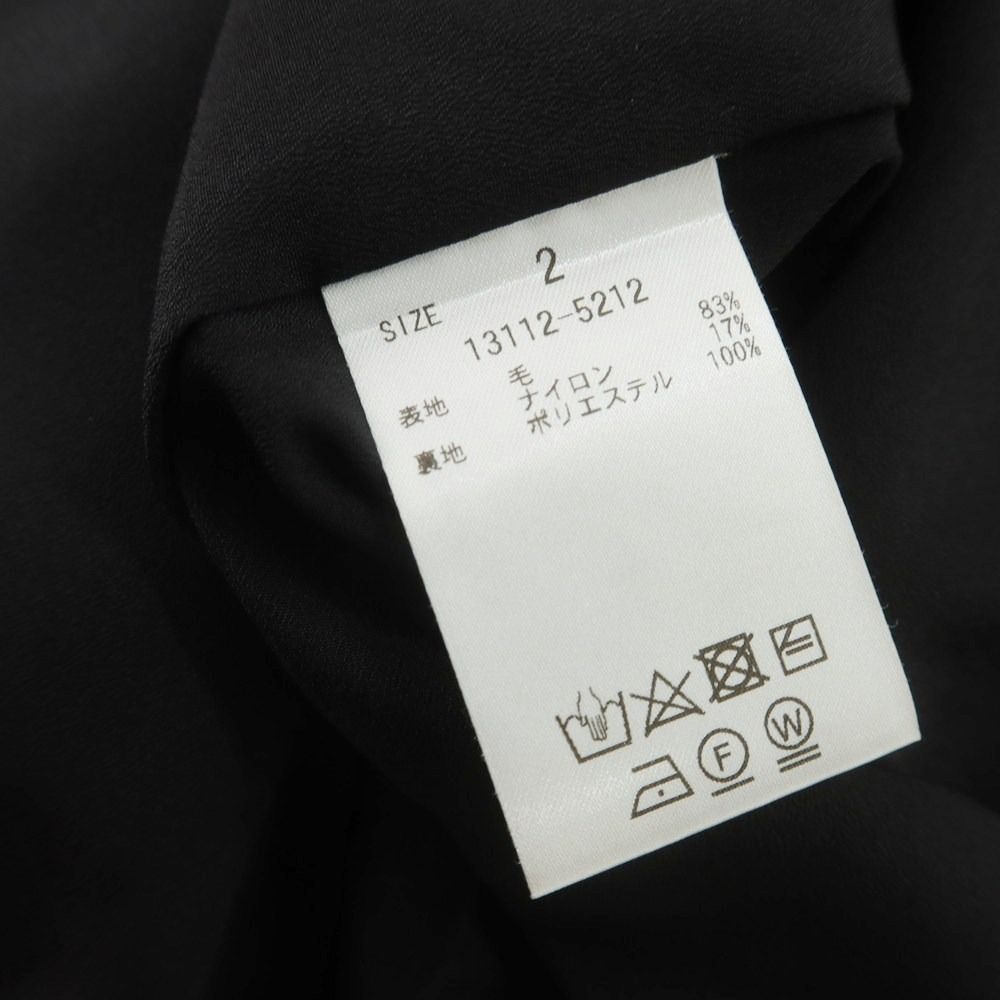 SIZE 2
13112-5212
表地 毛 83%
ナイロン 17%
裏地 ポリエステル 100%
F W